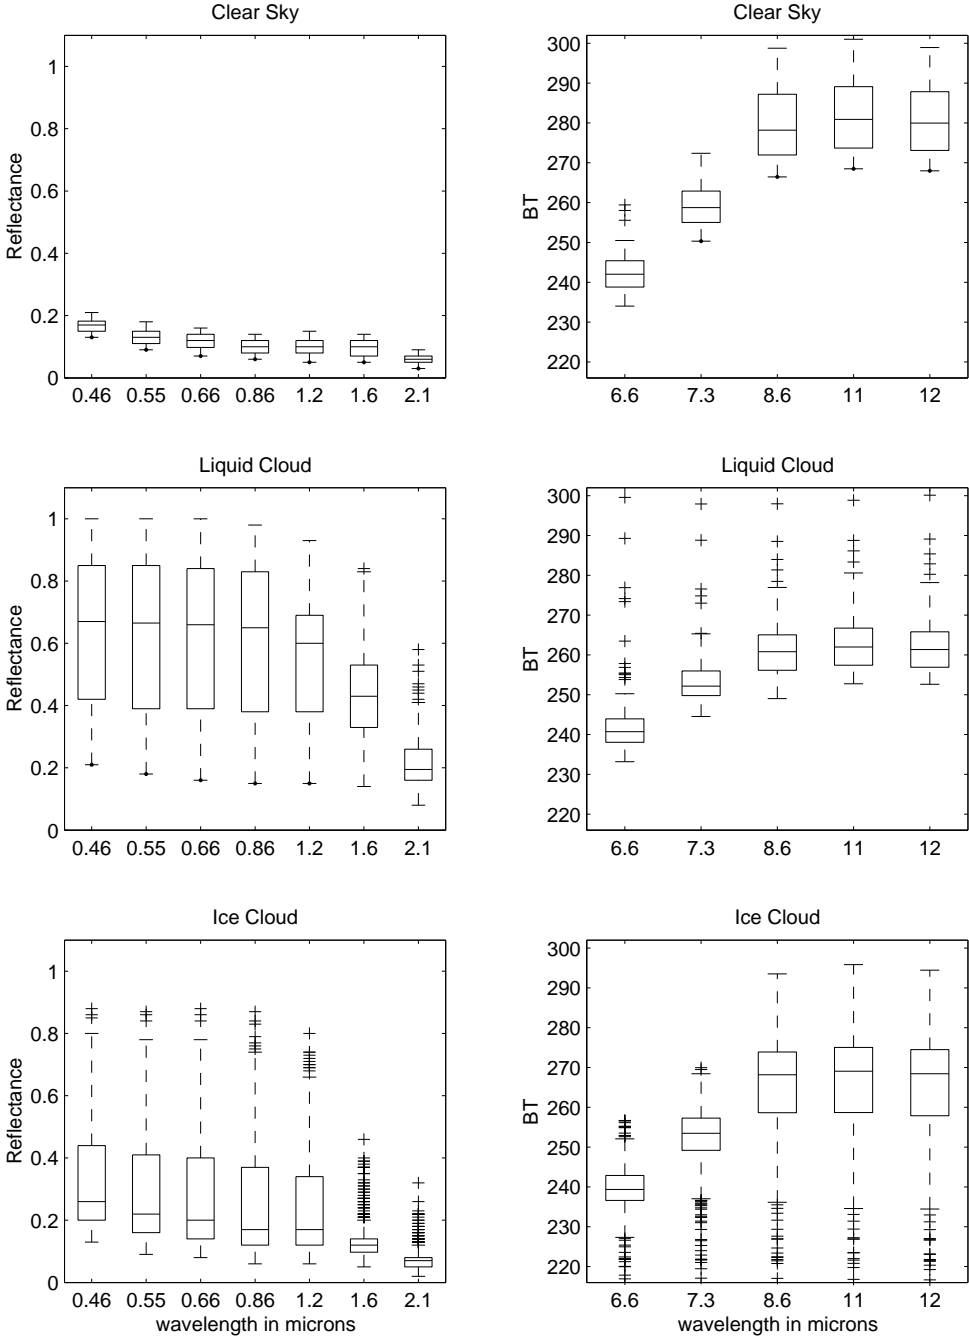 Clear Sky
Reflectance
1
0.8
0.6
0.4
0.2
0
0.46 0.55 0.66 0.86 1.2 1.6 2.1
Clear Sky
BT
300
290
280
270
260
250
240
230
220
6.6 7.3 8.6 11 12
Liquid Cloud
Reflectance
1
0.8
0.6
0.4
0.2
0
0.46 0.55 0.66 0.86 1.2 1.6 2.1
Liquid Cloud
BT
300
290
280
270
260
250
240
230
220
6.6 7.3 8.6 11 12
Ice Cloud
Reflectance
1
0.8
0.6
0.4
0.2
0
0.46 0.55 0.66 0.86 1.2 1.6 2.1
wavelength in microns
Ice Cloud
BT
300
290
280
270
260
250
240
230
220
6.6 7.3 8.6 11 12
wavelength in microns